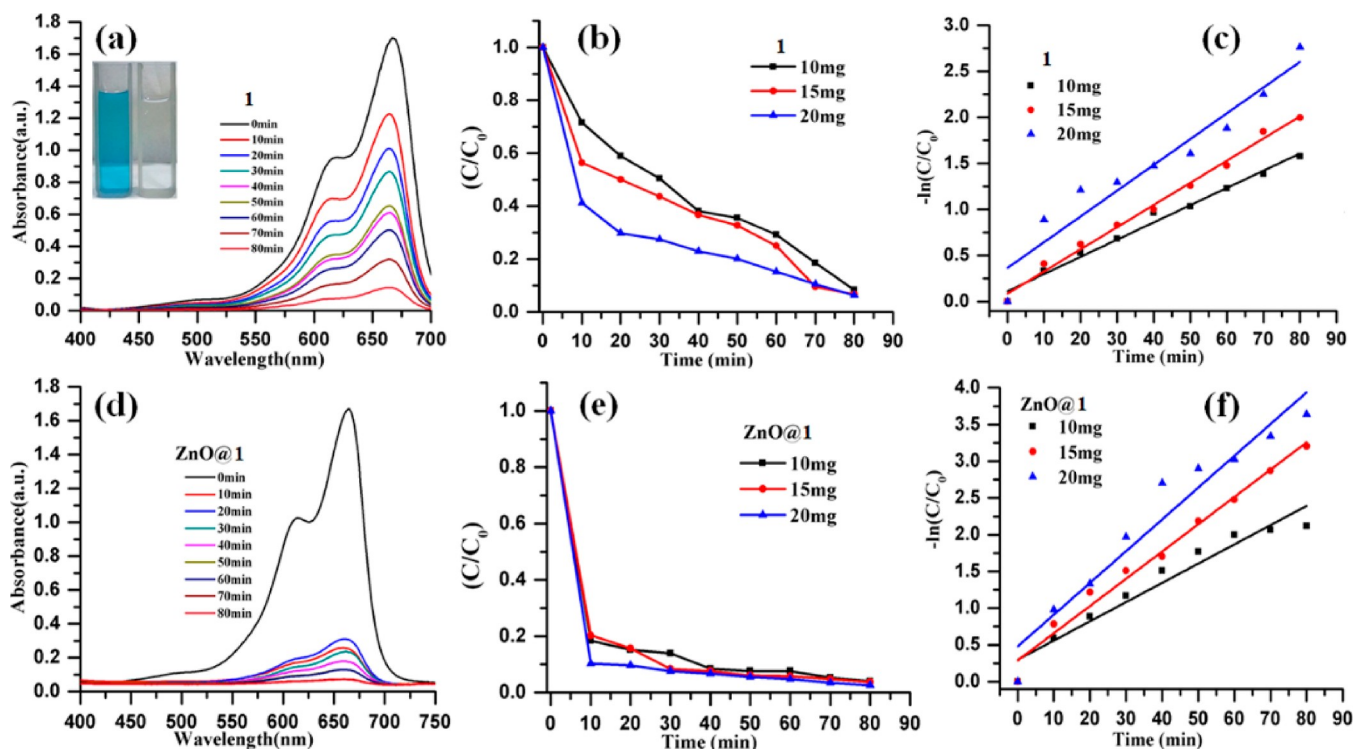 (a)
1
0min
10min
20min
30min
40min
50min
60min
70min
80min
Absorbance(a.u.)
0.0
0.2
0.4
0.6
0.8
1.0
1.2
1.4
1.6
1.8
400 450 500 550 600 650 700
Wavelength(nm)
(b)
1
10mg
15mg
20mg
(C/C0)
0.0
0.2
0.4
0.6
0.8
1.0
0 10 20 30 40 50 60 70 80 90
Time (min)
(c)
1
10mg
15mg
20mg
-ln(C/C0)
0.0
0.5
1.0
1.5
2.0
2.5
3.0
0 10 20 30 40 50 60 70 80 90
Time (min)
(d)
ZnO@1
0min
10min
20min
30min
40min
50min
60min
70min
80min
Absorbance(a.u.)
0.0
0.2
0.4
0.6
0.8
1.0
1.2
1.4
1.6
1.8
400 450 500 550 600 650 700 750
Wavelength(nm)
(e)
ZnO@1
10mg
15mg
20mg
(C/C0)
0.0
0.2
0.4
0.6
0.8
1.0
0 10 20 30 40 50 60 70 80 90
Time (min)
(f)
ZnO@1
10mg
15mg
20mg
-ln(C/C0)
0.0
0.5
1.0
1.5
2.0
2.5
3.0
3.5
4.0
0 10 20 30 40 50 60 70 80 90
Time (min)